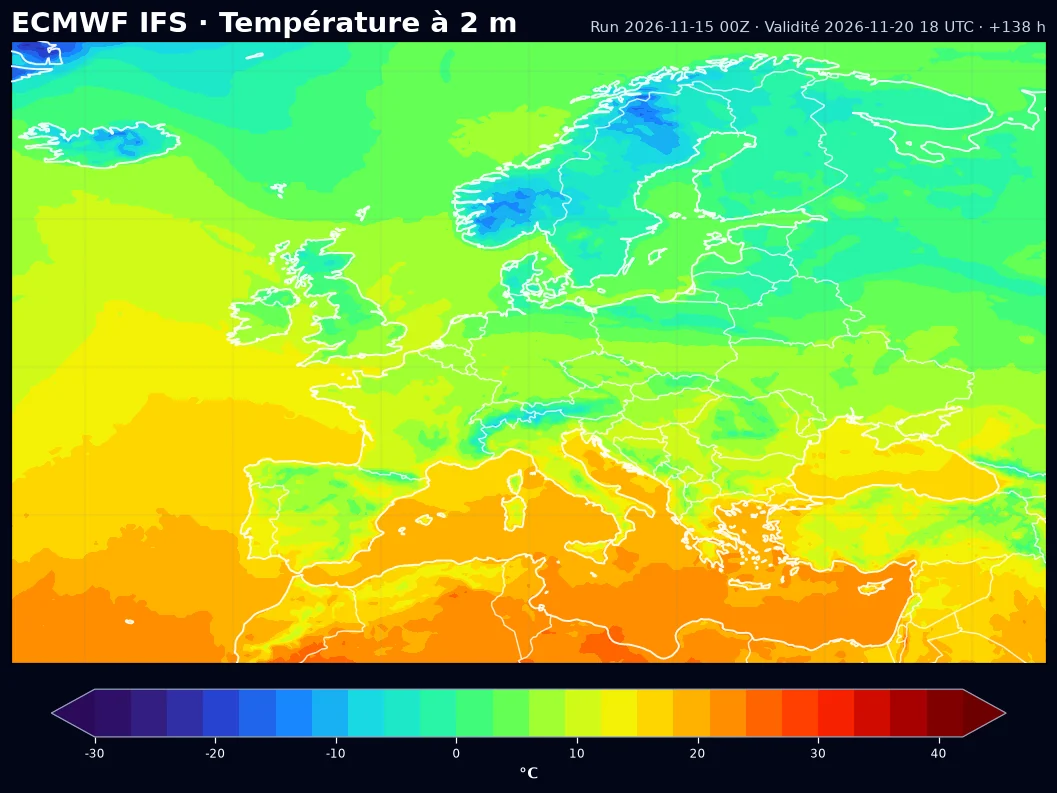 ECMWF IFS · Température à 2 m
Run 2026-11-15 00Z · Validité 2026-11-20 18 UTC · +138 h
-30 -20 -10 0 10 20 30 40
°C